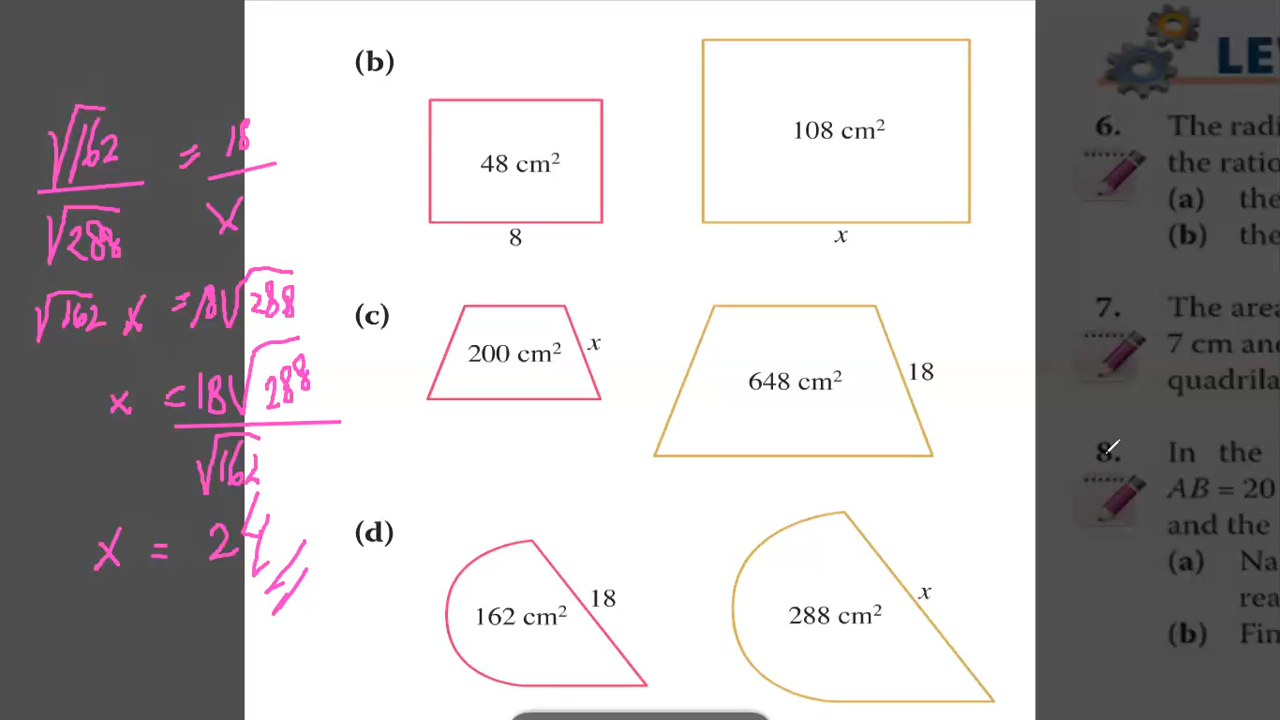 √162 / √288 = 18 / x
√162 x = 18√288
x = 18√288 / √162
x = 24
(b)
48 cm²
8
108 cm²
x
(c)
200 cm²
x
648 cm²
18
(d)
162 cm²
18
288 cm²
x
LE
6. The radi
the ratio
(a) the
(b) the
7. The area
7 cm and
quadrila
8. In the
AB = 20
and the
(a) Na
rea
(b) Fin